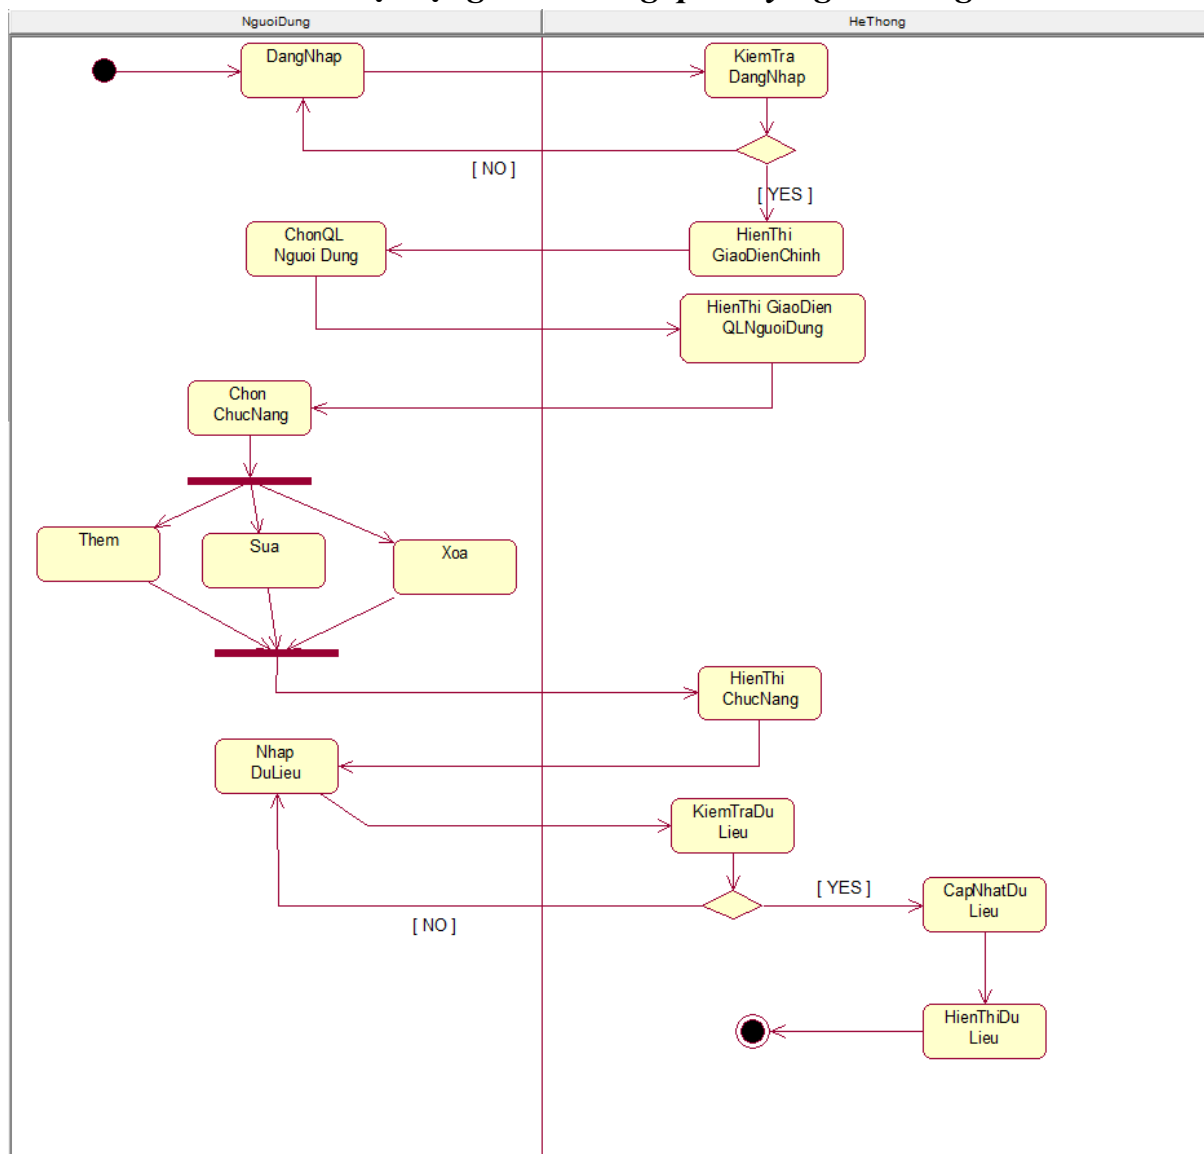 NguoiDung
HeThong
DangNhap
KiemTra
DangNhap
[ NO ]
[ YES ]
ChonQL
Nguoi Dung
HienThi
GiaoDienChinh
HienThi GiaoDien
QLNguoiDung
Chon
ChucNang
Them
Sua
Xoa
HienThi
ChucNang
Nhap
DuLieu
KiemTraDu
Lieu
[ YES ]
[ NO ]
CapNhatDu
Lieu
HienThiDu
Lieu